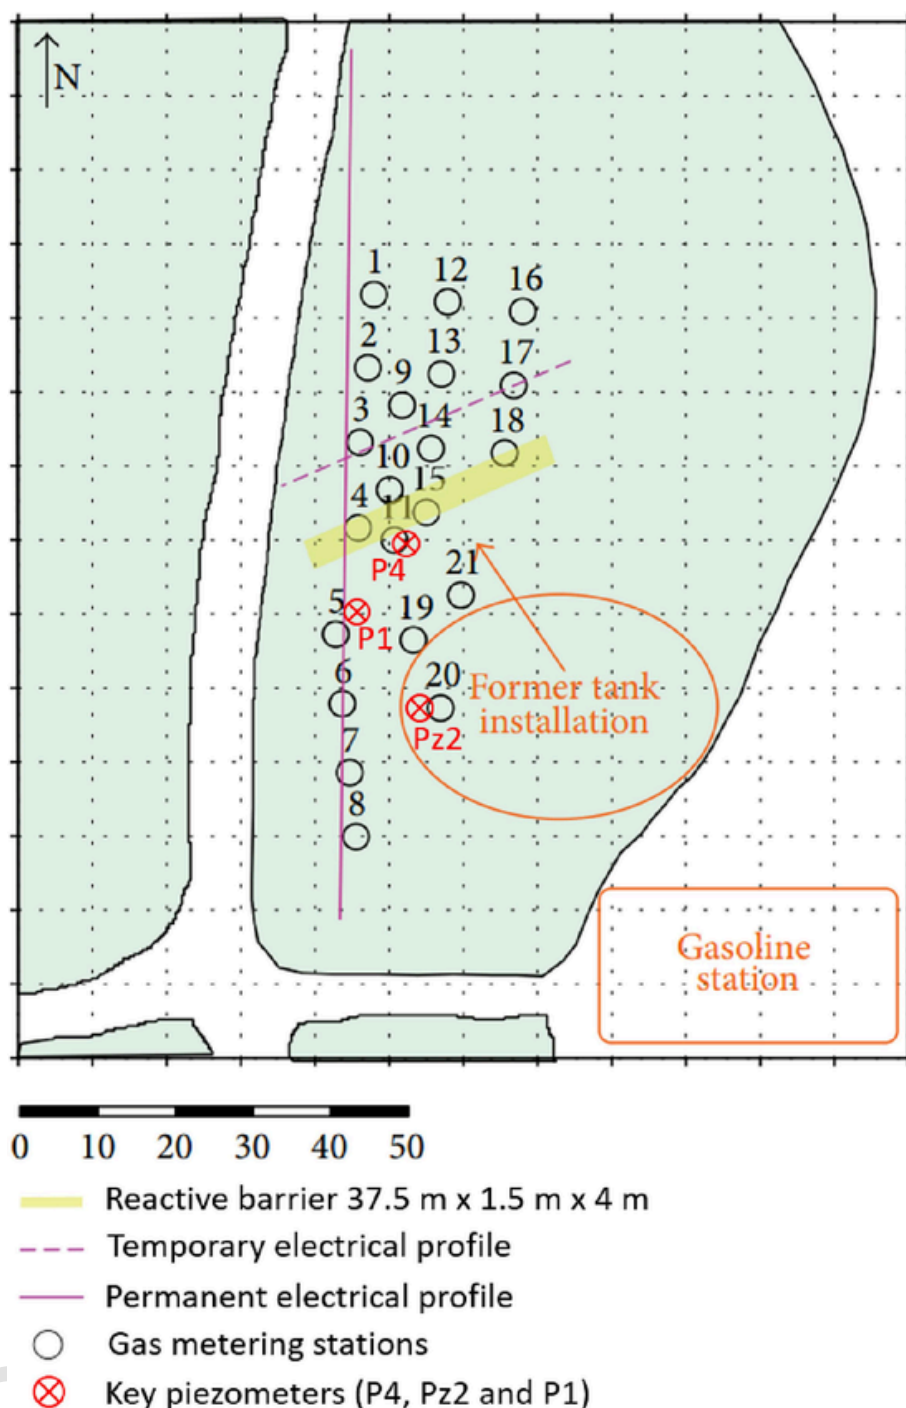 N
1
12
16
2
13
17
9
3
14
18
10
15
4
11
P4
21
5
19
P1
6
20
Former tank
installation
Pz2
7
8
Gasoline
station
0 10 20 30 40 50
Reactive barrier 37.5 m x 1.5 m x 4 m
Temporary electrical profile
Permanent electrical profile
Gas metering stations
Key piezometers (P4, Pz2 and P1)